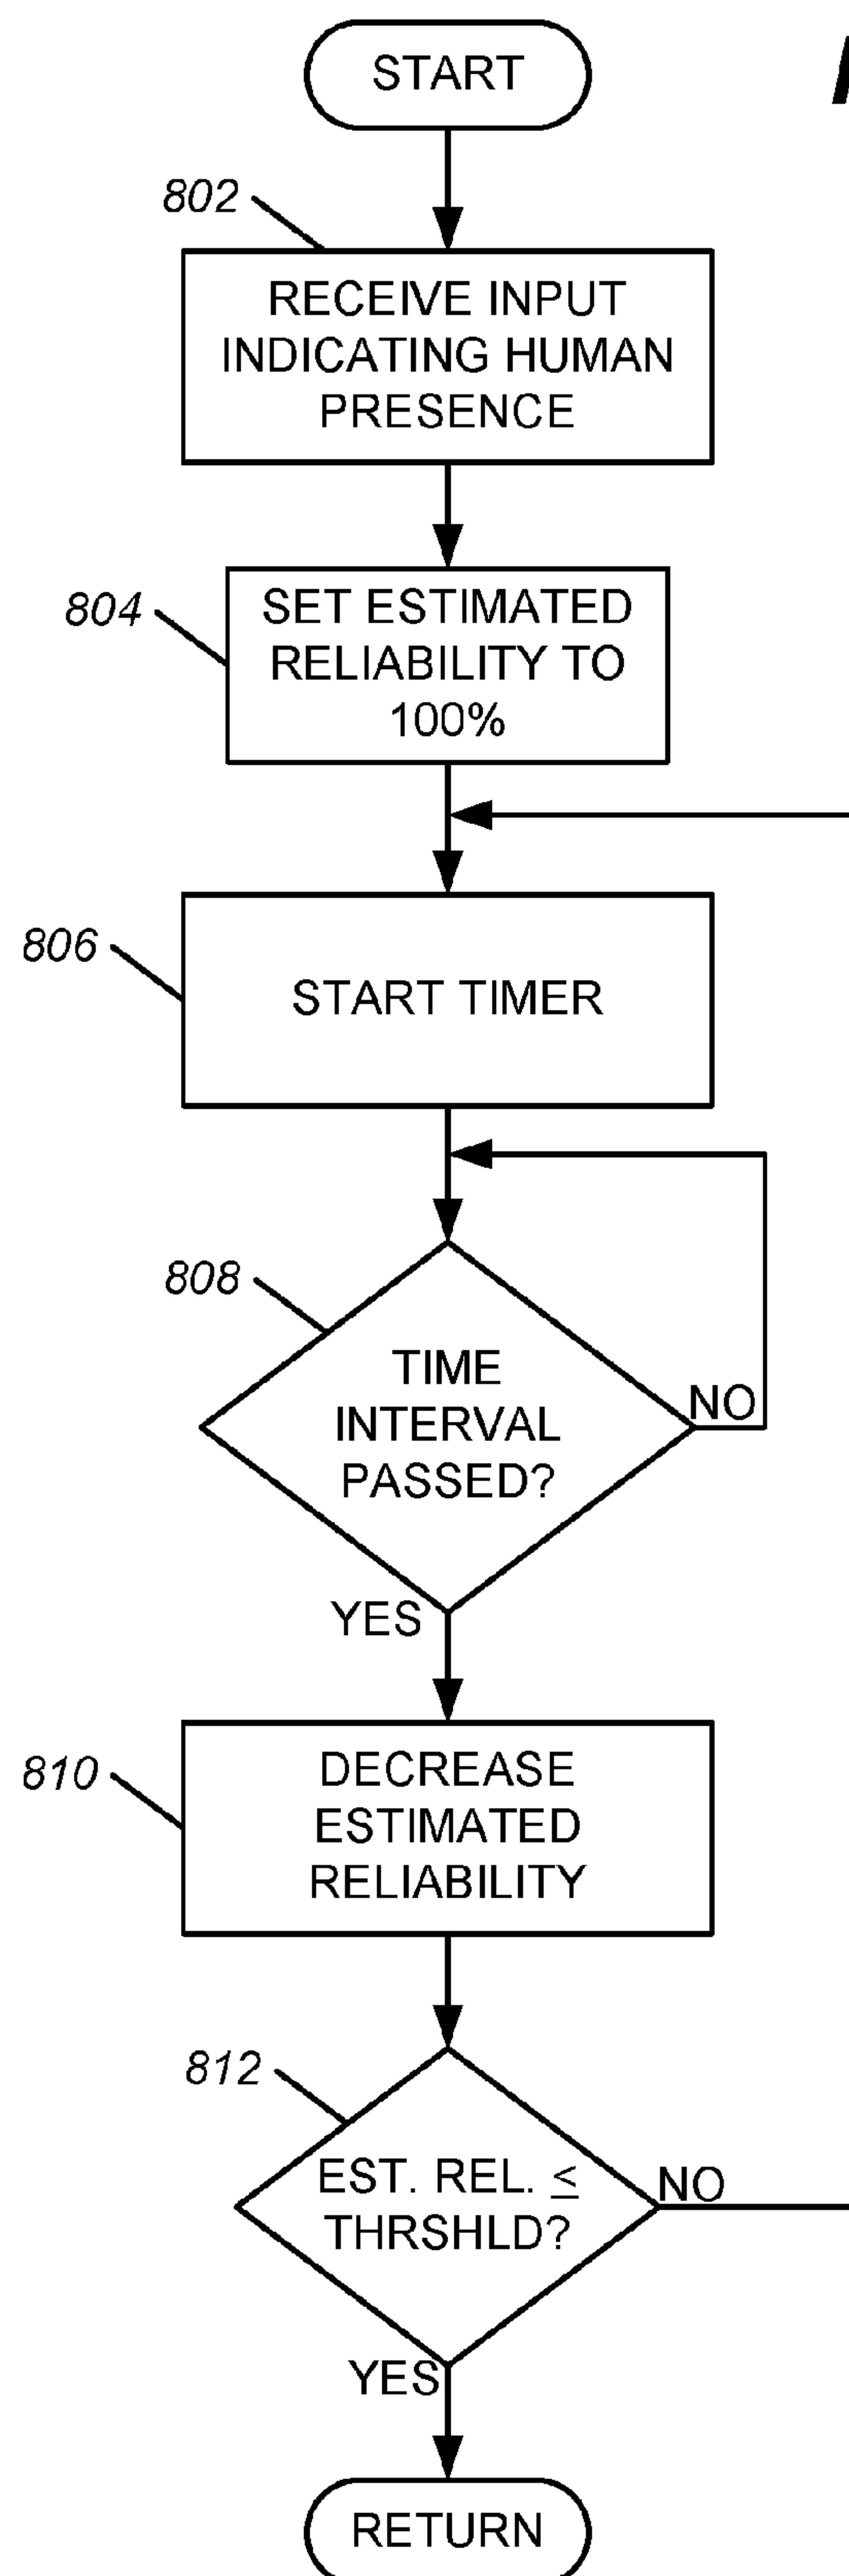 START
802
RECEIVE INPUT
INDICATING HUMAN
PRESENCE
804
SET ESTIMATED
RELIABILITY TO
100%
806
START TIMER
808
TIME
INTERVAL
PASSED?
NO
YES
810
DECREASE
ESTIMATED
RELIABILITY
812
EST. REL. ≤
THRSHLD?
NO
YES
RETURN